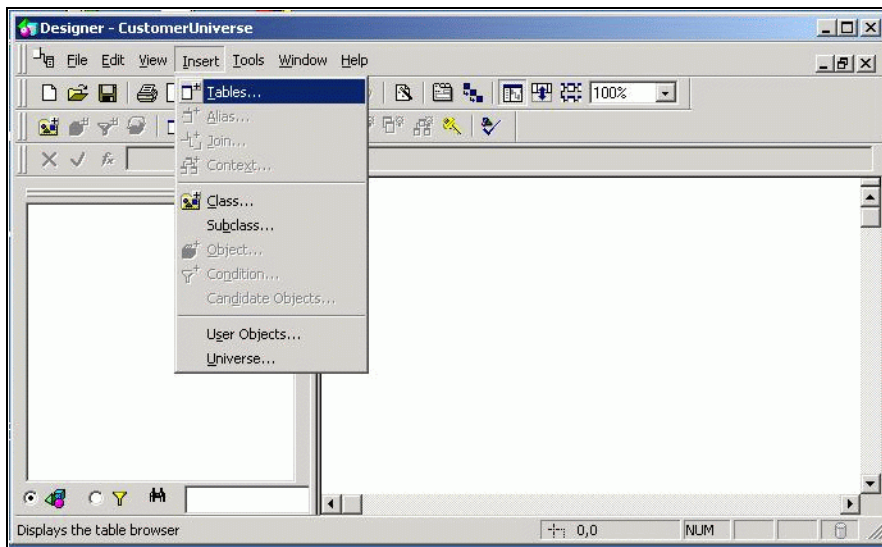 Designer - CustomerUniverse
File Edit View Insert Tools Window Help
100%
Tables...
Alias...
Join...
Context...
Class...
Subclass...
Object...
Condition...
Candidate Objects...
User Objects...
Universe...
Displays the table browser
0,0
NUM